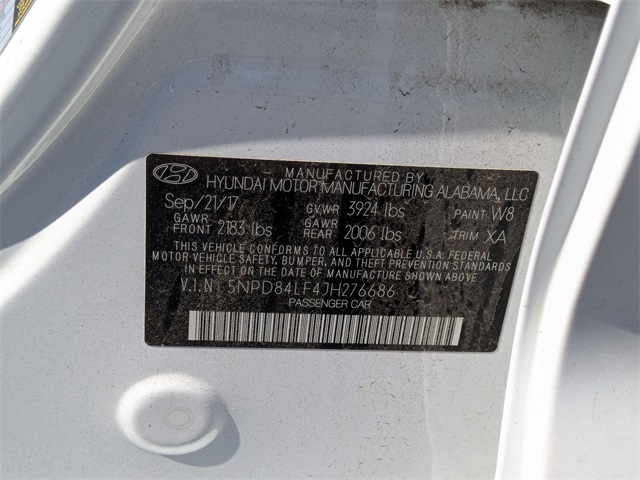 MANUFACTURED BY
HYUNDAI MOTOR MANUFACTURING ALABAMA, LLC
Sep/21/17 GVWR 3924 lbs PAINT W8
GAWR FRONT 2183 lbs GAWR REAR 2006 lbs TRIM XA
THIS VEHICLE CONFORMS TO ALL APPLICABLE U.S.A. FEDERAL
MOTOR VEHICLE SAFETY, BUMPER, AND THEFT PREVENTION STANDARDS
IN EFFECT ON THE DATE OF MANUFACTURE SHOWN ABOVE
V.I.N : 5NPD84LF4JH276686
PASSENGER CAR